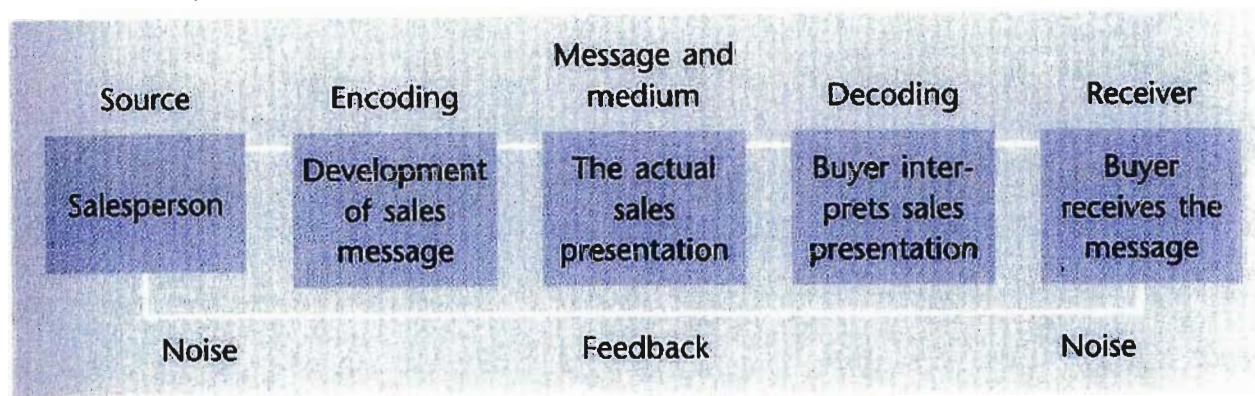 Source
Encoding
Message and
medium
Decoding
Receiver
Salesperson
Development
of sales
message
The actual
sales
presentation
Buyer inter-
prets sales
presentation
Buyer
receives the
message
Noise
Feedback
Noise